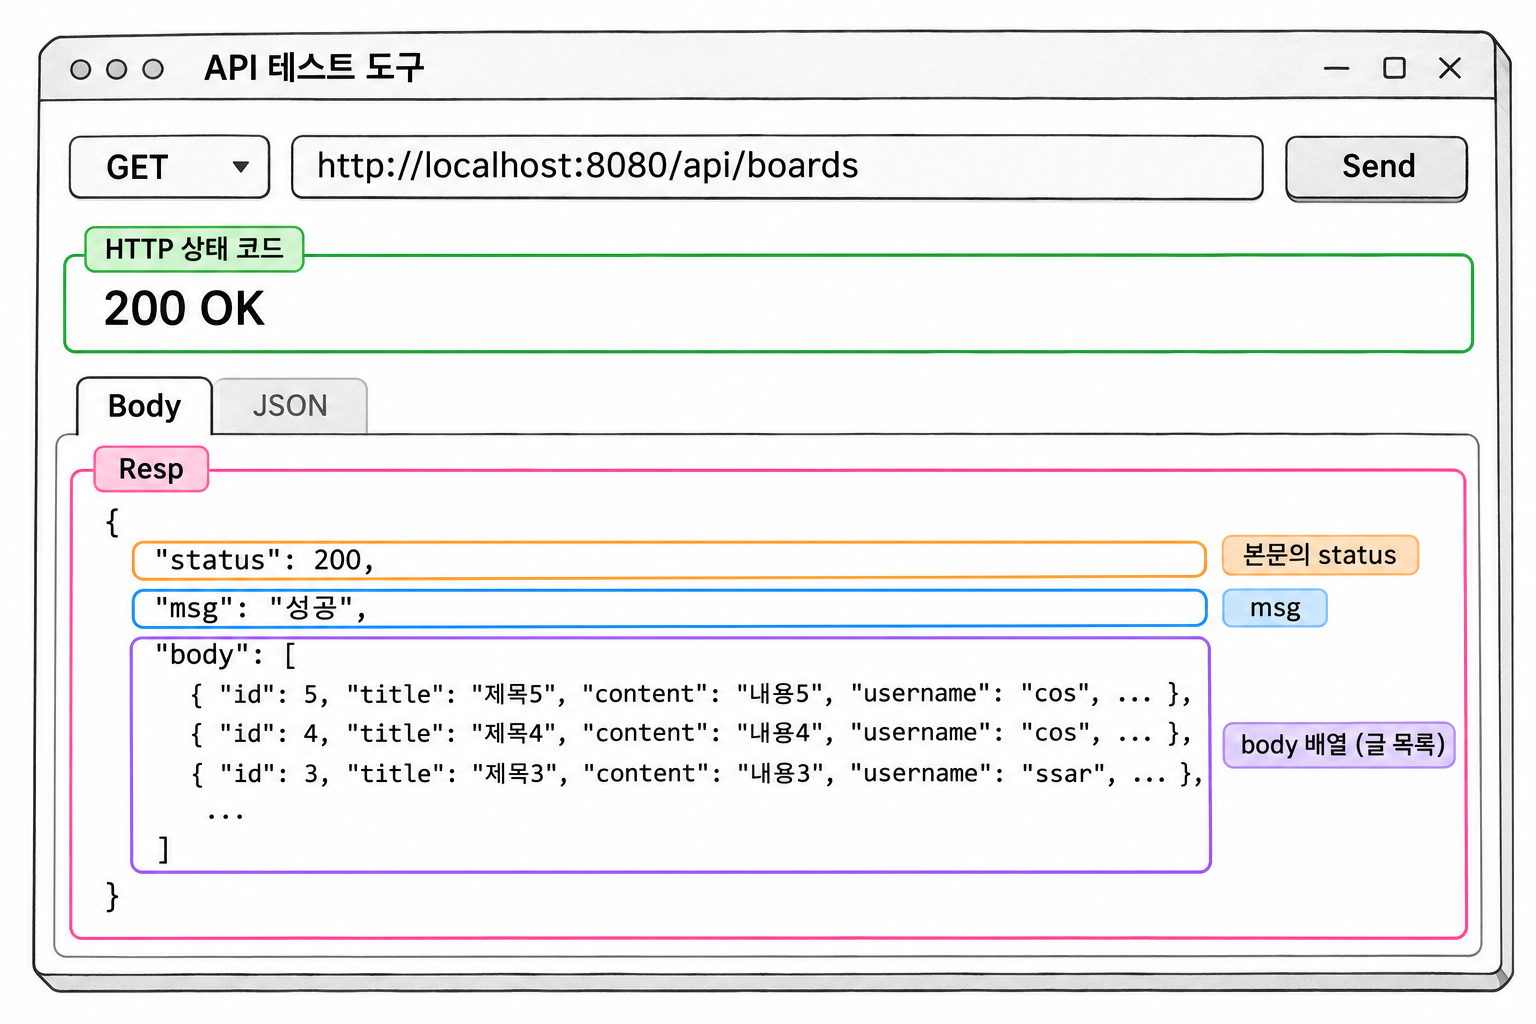 API 테스트 도구
GET
http://localhost:8080/api/boards
Send
HTTP 상태 코드
200 OK
Body
JSON
Resp
{
"status": 200,
본문의 status
"msg": "성공",
msg
"body": [
{ "id": 5, "title": "제목5", "content": "내용5", "username": "cos", ... },
{ "id": 4, "title": "제목4", "content": "내용4", "username": "cos", ... },
body 배열 (글 목록)
{ "id": 3, "title": "제목3", "content": "내용3", "username": "ssar", ... },
...
]
}